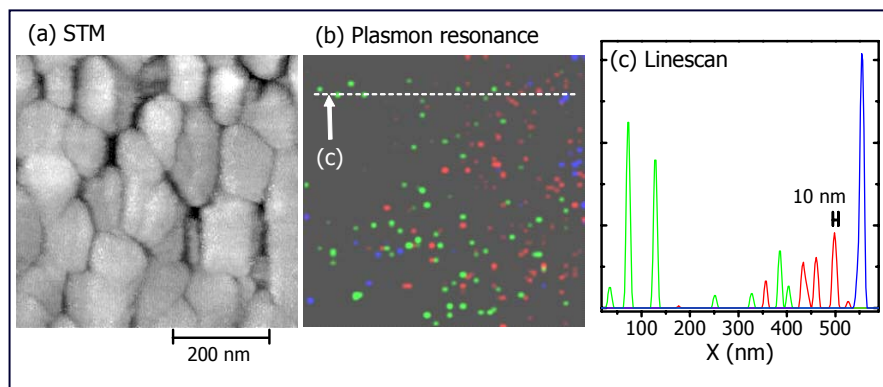 (a) STM
(b) Plasmon resonance
(c) Linescan
(c)
10 nm
200 nm
100 200 300 400 500
X (nm)